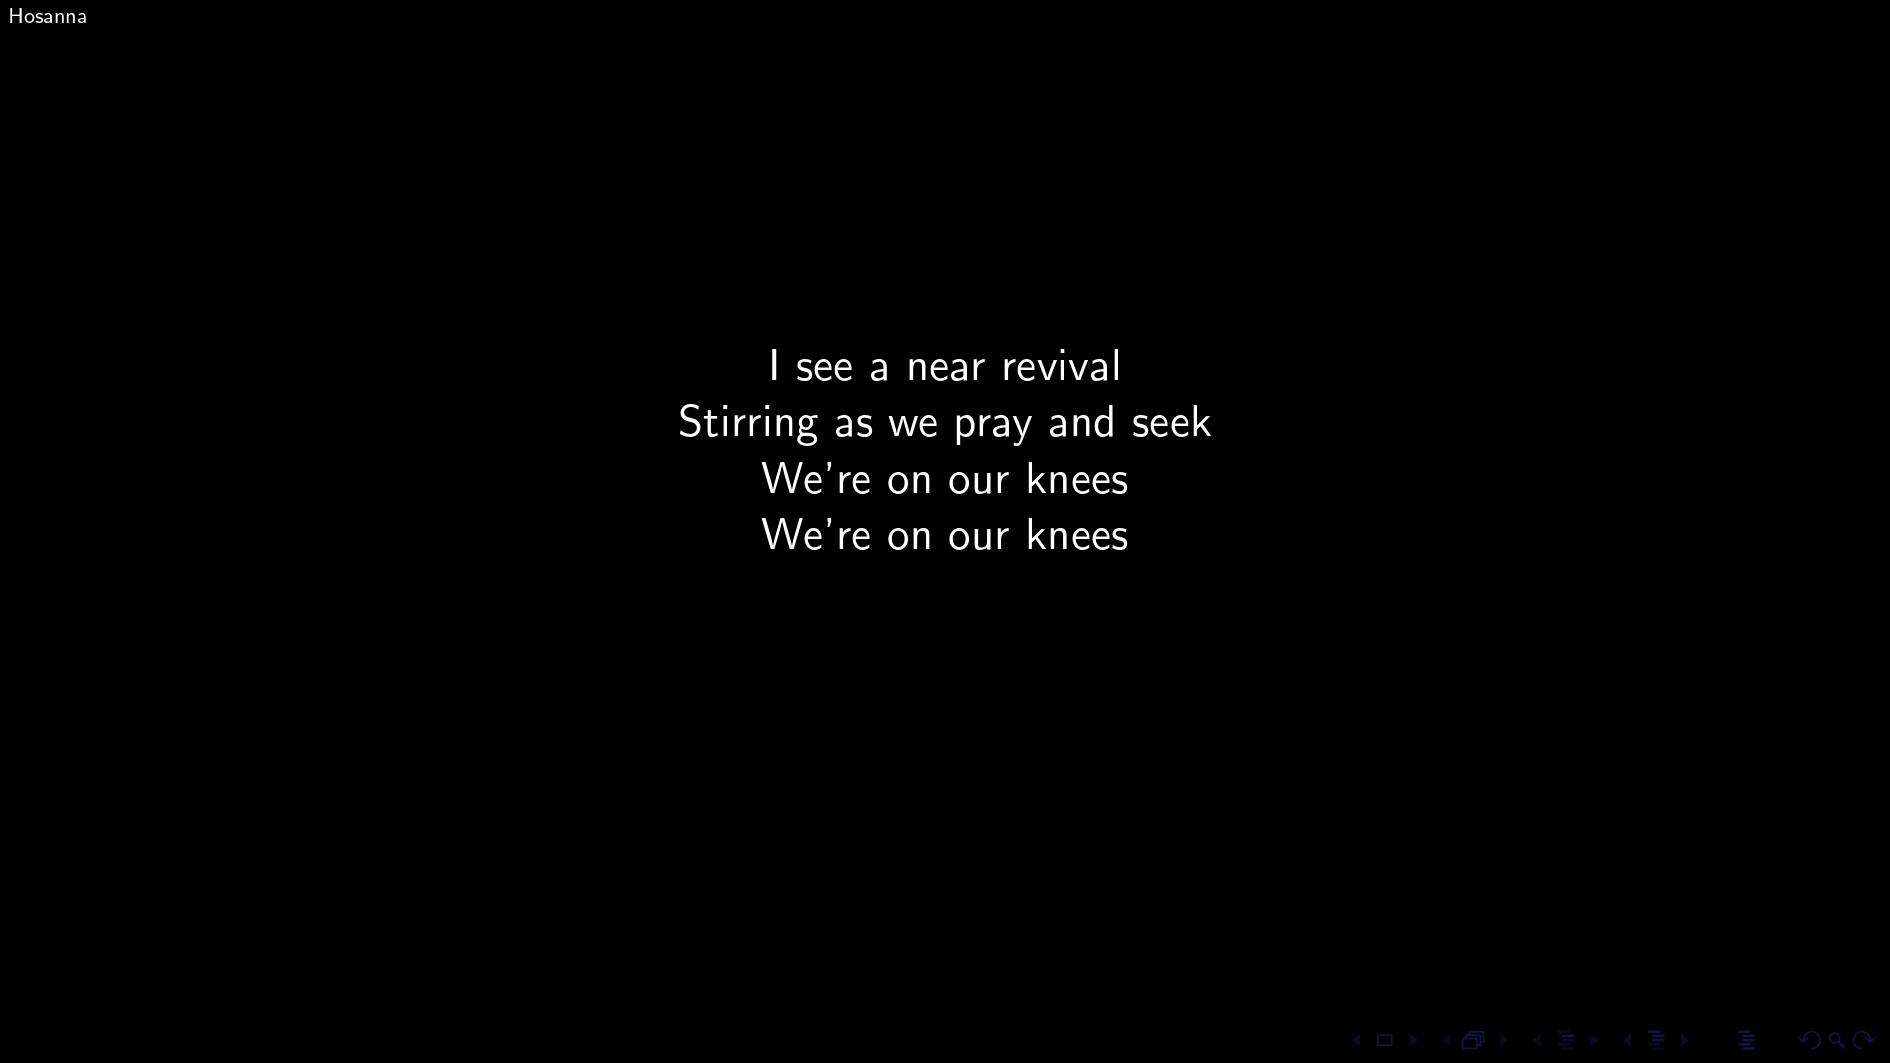 Hosanna
I see a near revival
Stirring as we pray and seek
We're on our knees
We're on our knees